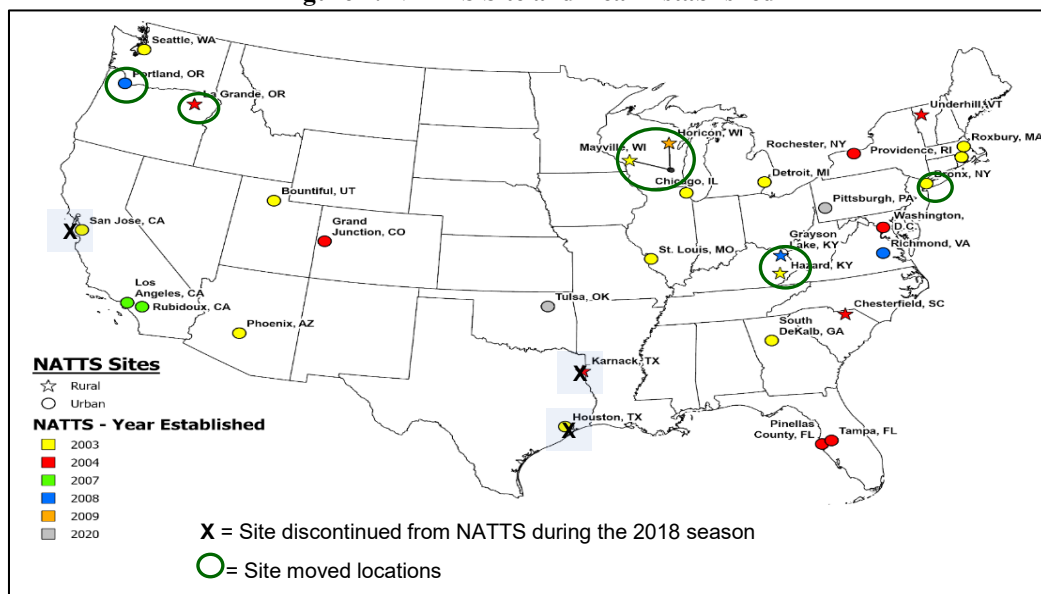 Seattle, WA
Portland, OR
La Grande, OR
Horicon, WI
Mayville, WI
Chicago, IL
Detroit, MI
Rochester, NY
Underhill, VT
Roxbury, MA
Providence, RI
Bronx, NY
Pittsburgh, PA
Washington,
D.C.
Richmond, VA
Bountiful, UT
San Jose, CA
Grand
Junction, CO
St. Louis, MO
Grayson
Lake, KY
Hazard, KY
Los
Angeles, CA
Rubidoux, CA
Phoenix, AZ
Tulsa, OK
Chesterfield, SC
South
DeKalb, GA
Karnack, TX
Houston, TX
Pinellas
County, FL
Tampa, FL
X
X
X
NATTS Sites
Rural
Urban
NATTS - Year Established
2003
2004
2007
2008
2009
2020
X = Site discontinued from NATTS during the 2018 season
= Site moved locations